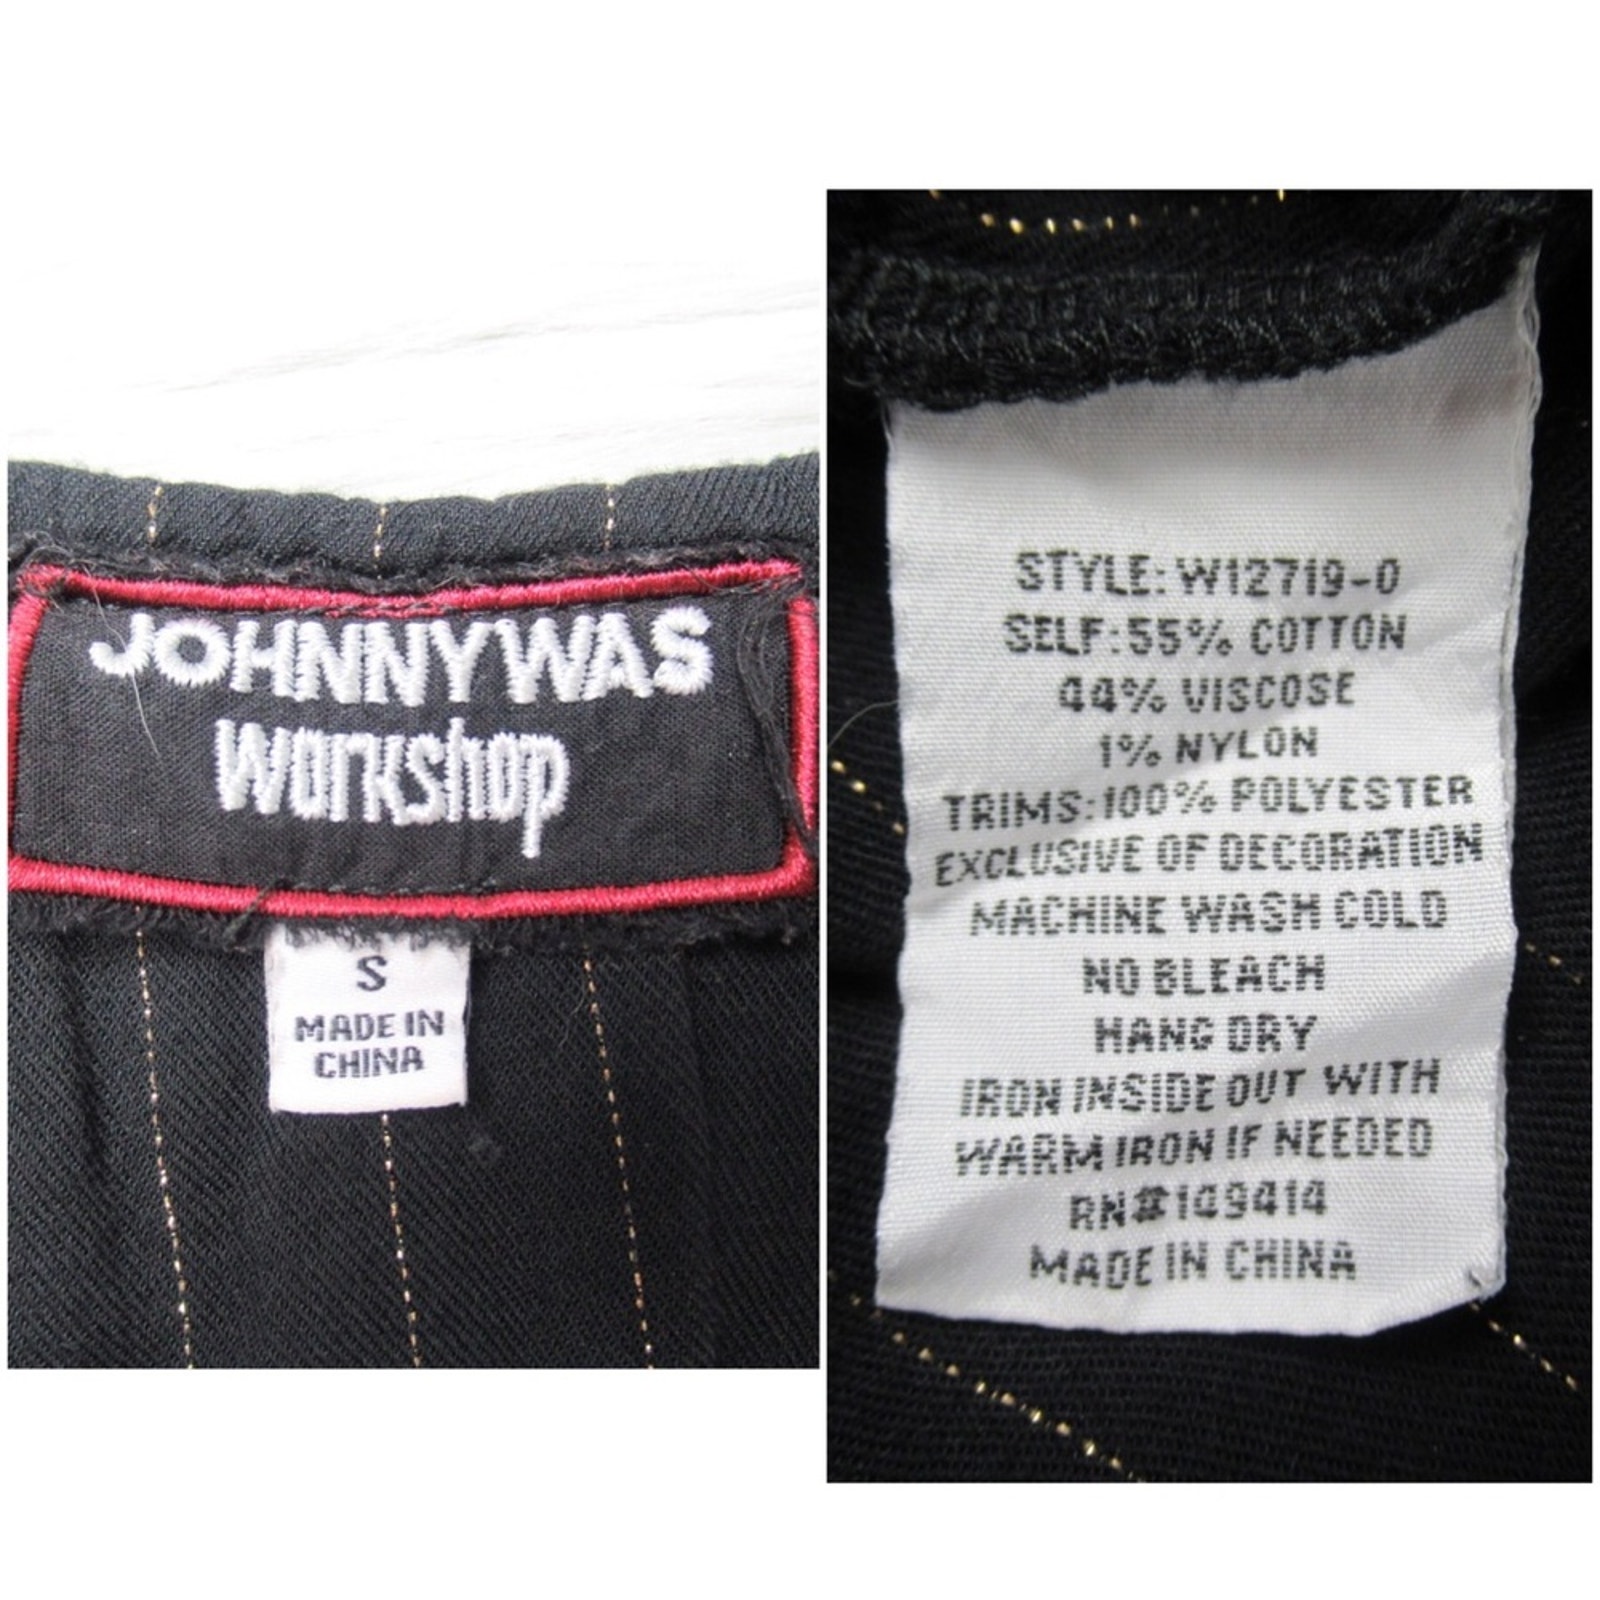 JOHNNYWAS
workshop
S
MADE IN
CHINA
STYLE: W12719-0
SELF: 55% COTTON
44% VISCOSE
1% NYLON
TRIMS: 100% POLYESTER
EXCLUSIVE OF DECORATION
MACHINE WASH COLD
NO BLEACH
HANG DRY
IRON INSIDE OUT WITH
WARM IRON IF NEEDED
RN#149414
MADE IN CHINA